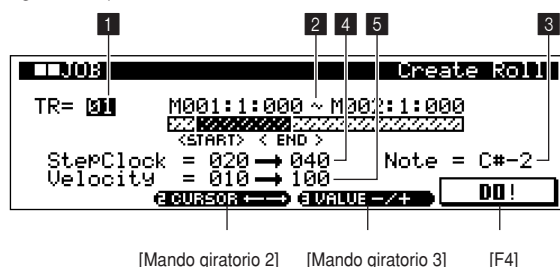 1 2 4 5 3
JOB Create Roll
TR= 01 M001:1:000 ~ M002:1:000
<START> < END >
StepClock = 020 → 040 Note = C#-2
Velocity = 010 → 100
2 CURSOR ←→ 3 VALUE -/+ DO!
[Mando giratorio 2] [Mando giratorio 3] [F4]